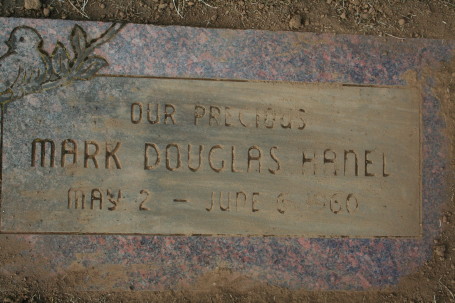 OUR PRECIOUS
MARK DOUGLAS HANEL
MAY 2 – JUNE 6 1960